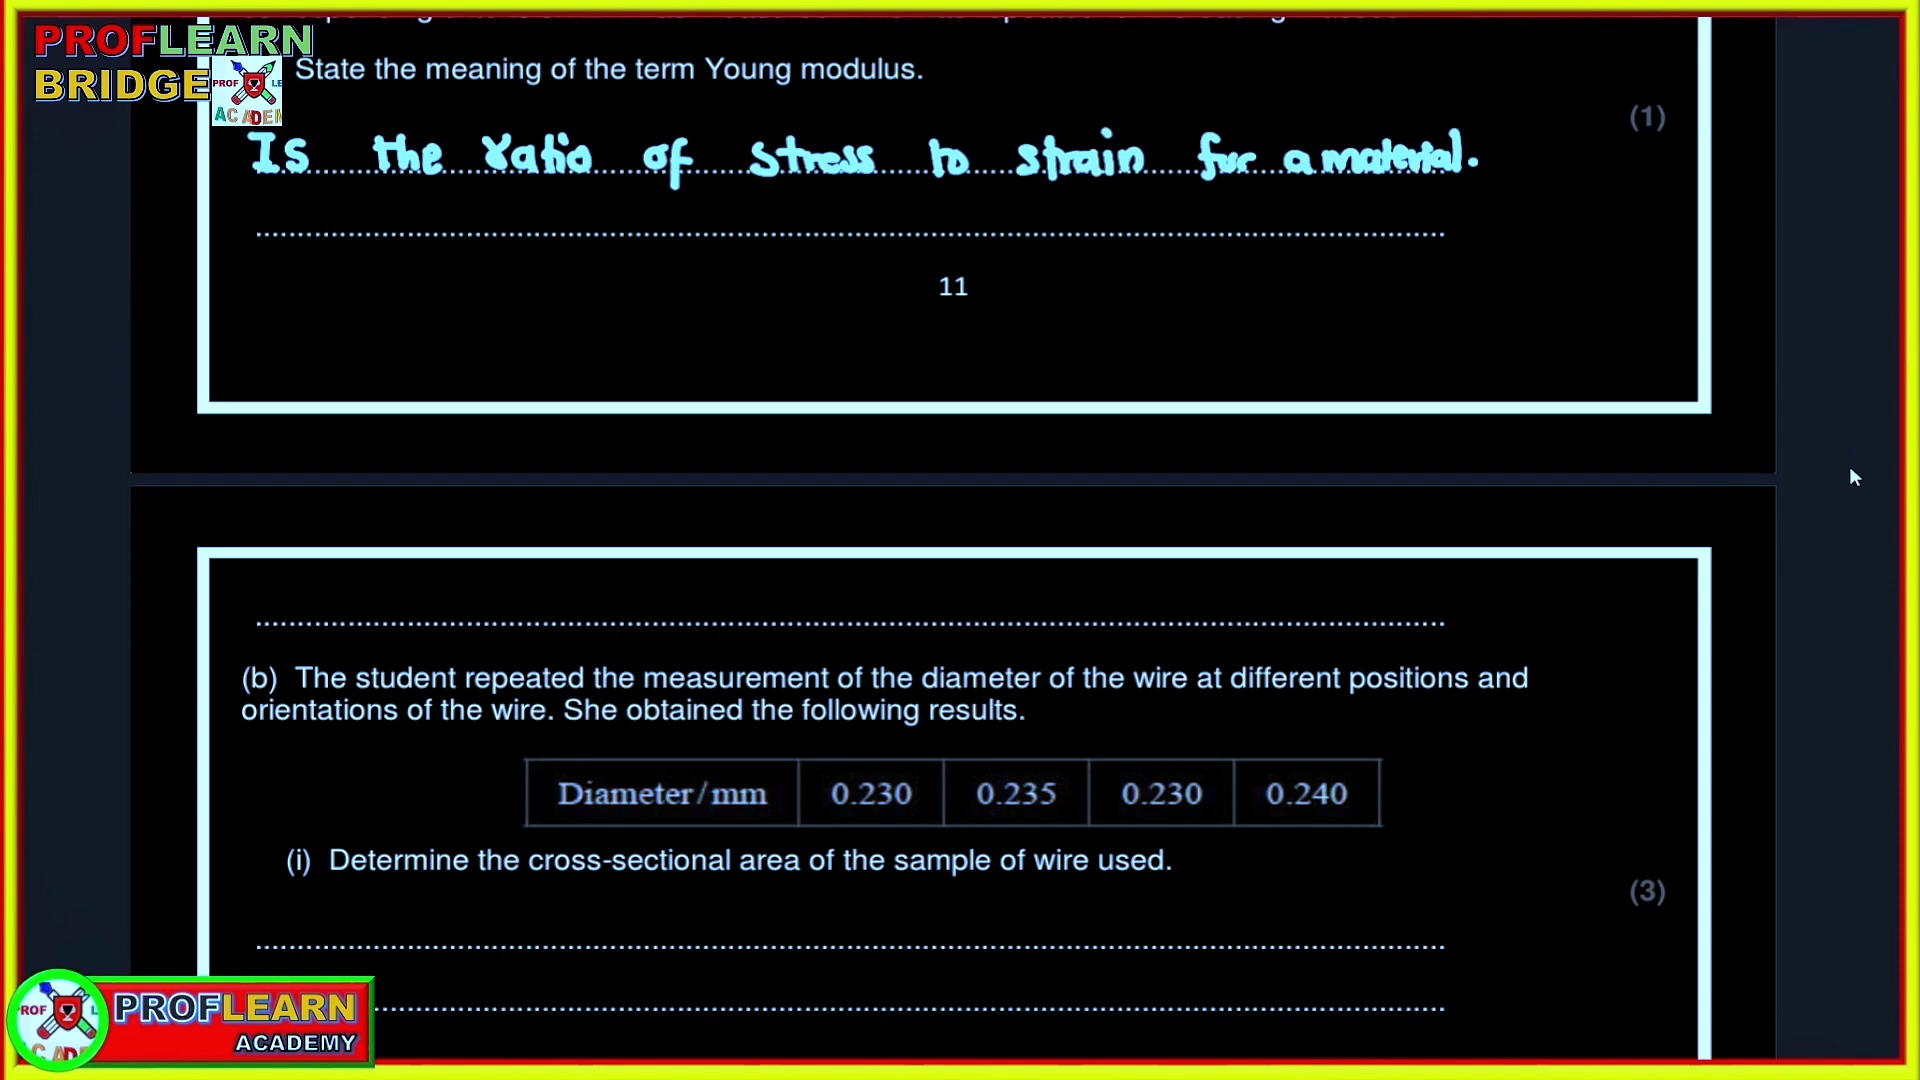 PROFLEARN
BRIDGE
State the meaning of the term Young modulus.
(1)
Is the ratio of stress to strain for a material.
11
(b) The student repeated the measurement of the diameter of the wire at different positions and
orientations of the wire. She obtained the following results.
Diameter/mm 0.230 0.235 0.230 0.240
(i) Determine the cross-sectional area of the sample of wire used.
(3)
PROFLEARN
ACADEMY